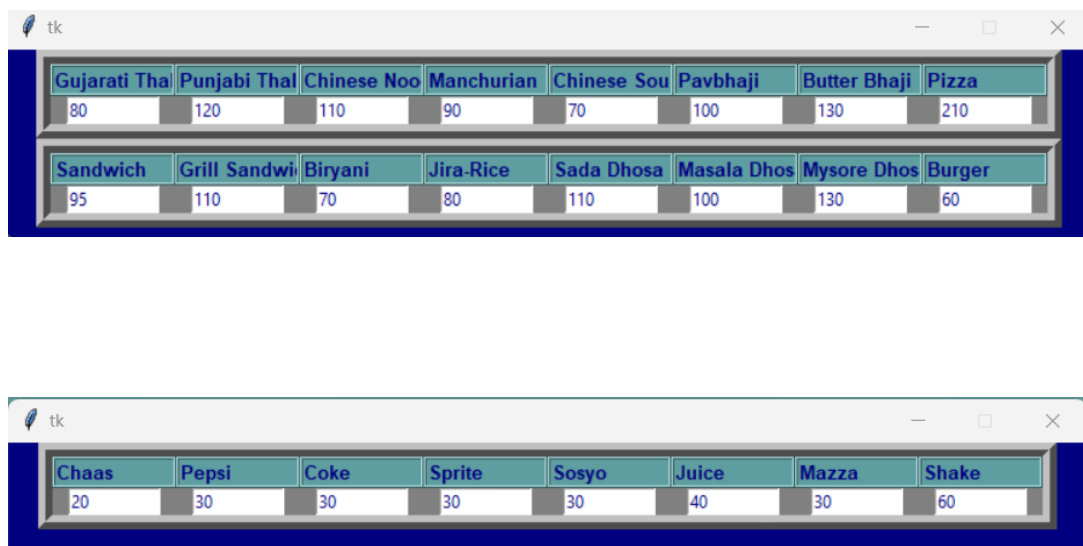 tk
Gujarati Thal Punjabi Thal Chinese Noo Manchurian Chinese Sou Pavbhaji Butter Bhaji Pizza
80 120 110 90 70 100 130 210
Sandwich Grill Sandwi Biryani Jira-Rice Sada Dhosa Masala Dhos Mysore Dhos Burger
95 110 70 80 110 100 130 60
tk
Chaas Pepsi Coke Sprite Sosyo Juice Mazza Shake
20 30 30 30 30 40 30 60